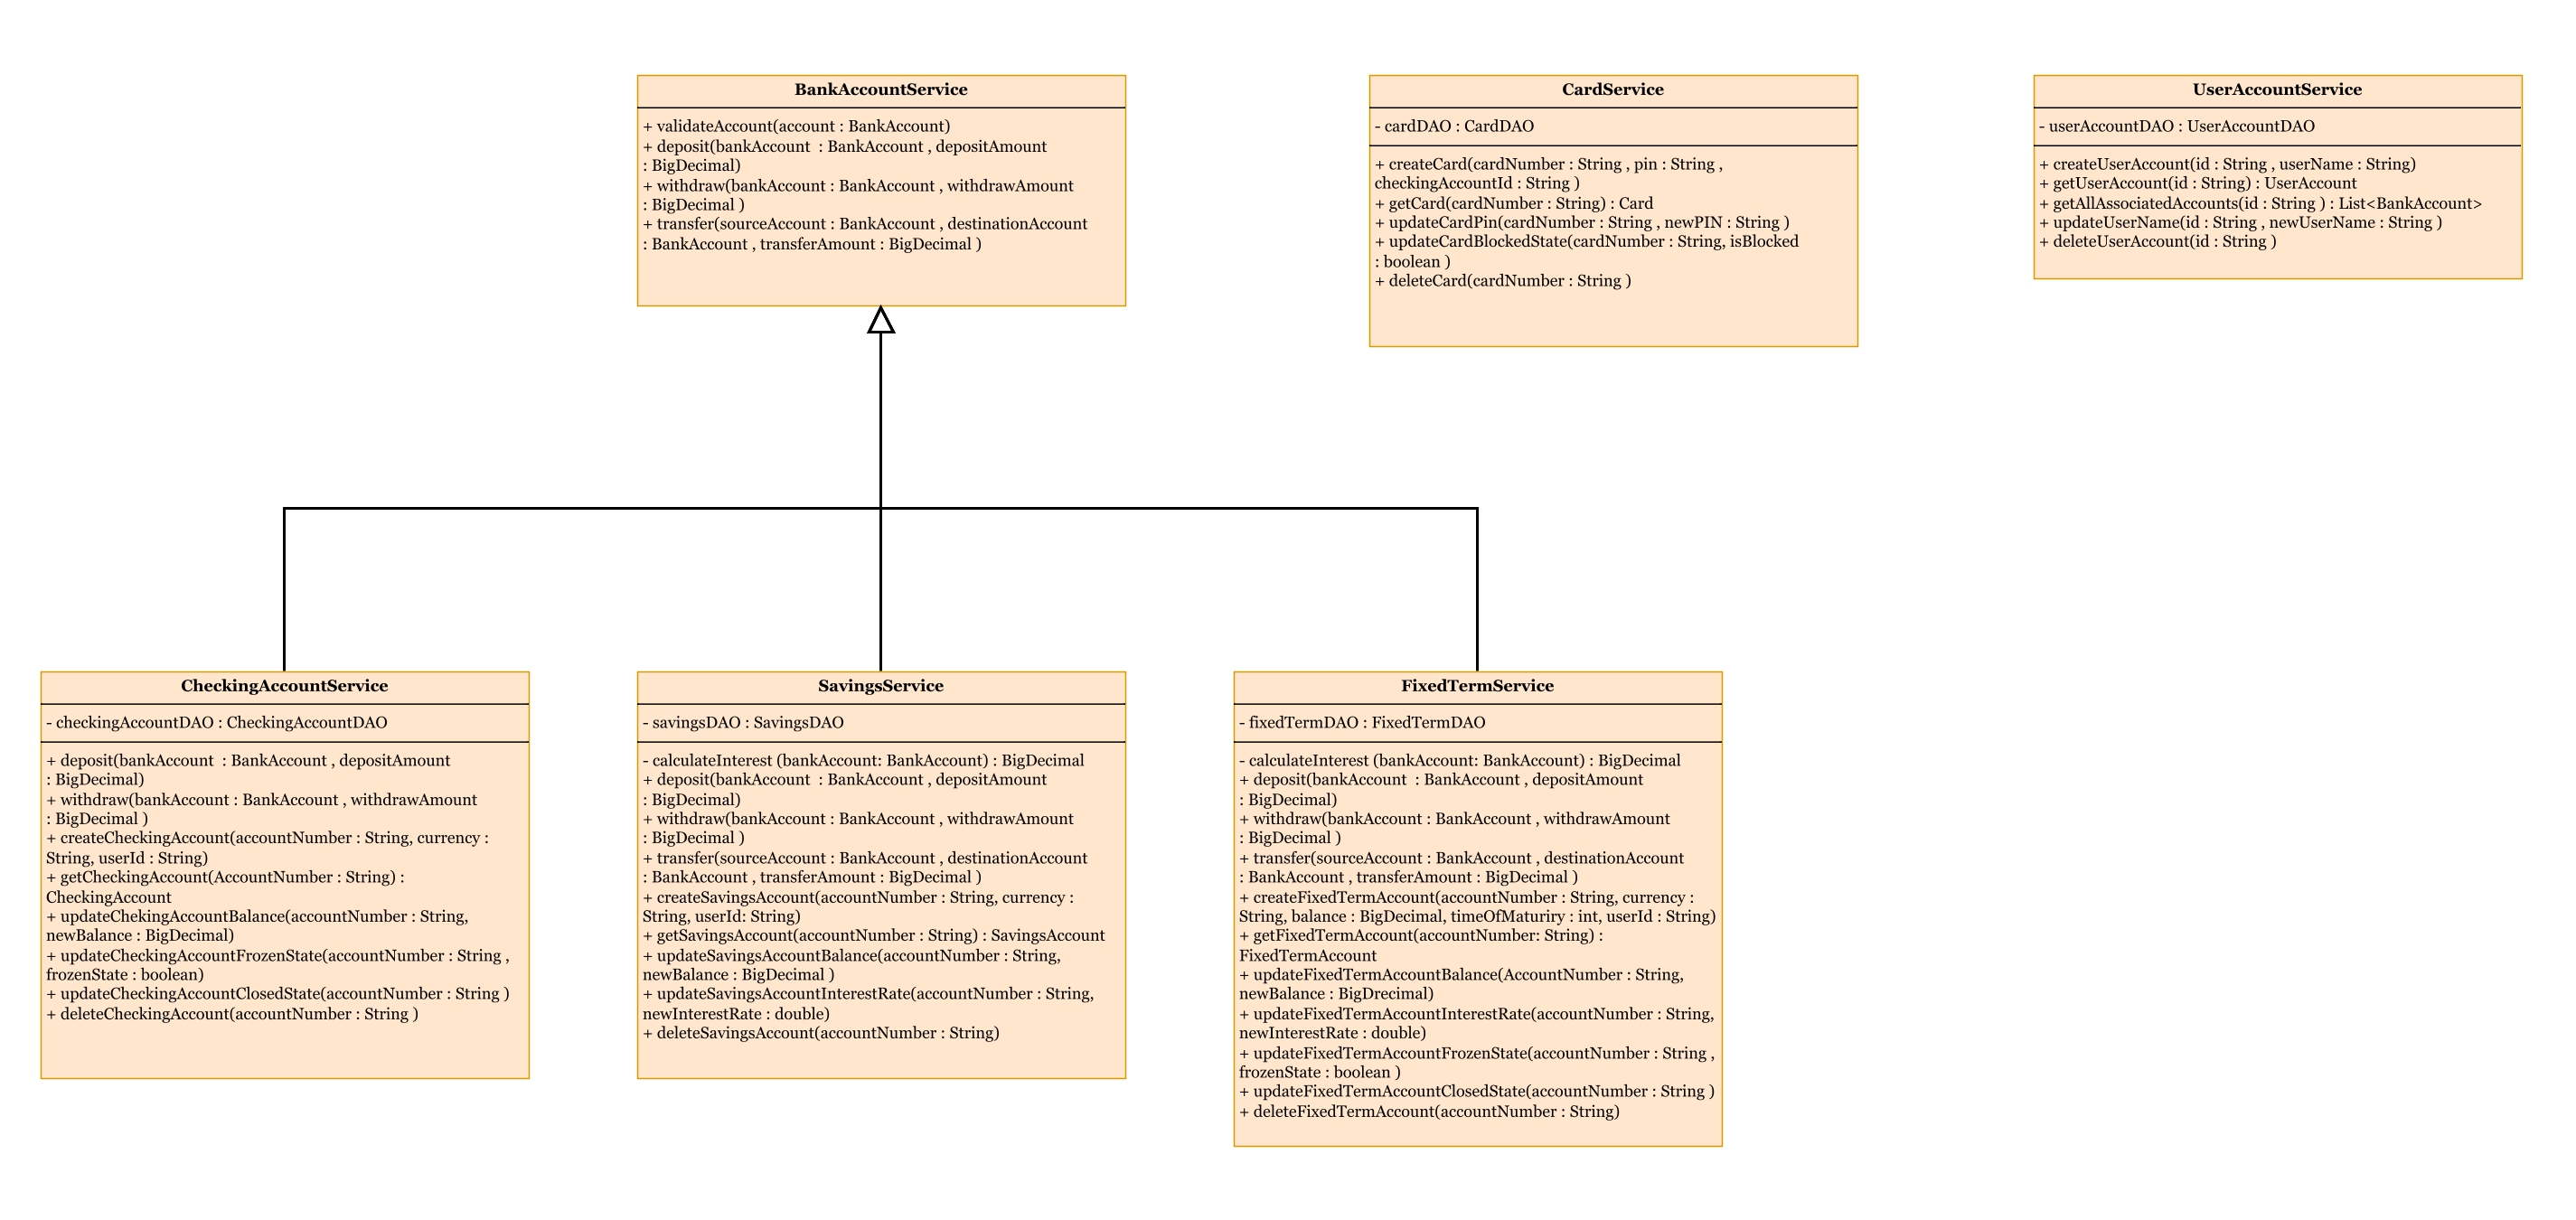 BankAccountService
+ validateAccount(account : BankAccount)
+ deposit(bankAccount  : BankAccount , depositAmount
: BigDecimal)
+ withdraw(bankAccount : BankAccount , withdrawAmount
: BigDecimal )
+ transfer(sourceAccount : BankAccount , destinationAccount
: BankAccount , transferAmount : BigDecimal )
CardService
- cardDAO : CardDAO
+ createCard(cardNumber : String , pin : String ,
checkingAccountId : String )
+ getCard(cardNumber : String) : Card
+ updateCardPin(cardNumber : String , newPIN : String )
+ updateCardBlockedState(cardNumber : String, isBlocked
: boolean )
+ deleteCard(cardNumber : String )
UserAccountService
- userAccountDAO : UserAccountDAO
+ createUserAccount(id : String , userName : String)
+ getUserAccount(id : String) : UserAccount
+ getAllAssociatedAccounts(id : String ) : List<BankAccount>
+ updateUserName(id : String , newUserName : String )
+ deleteUserAccount(id : String )
CheckingAccountService
- checkingAccountDAO : CheckingAccountDAO
+ deposit(bankAccount  : BankAccount , depositAmount
: BigDecimal)
+ withdraw(bankAccount : BankAccount , withdrawAmount
: BigDecimal )
+ createCheckingAccount(accountNumber : String, currency :
String, userId : String)
+ getCheckingAccount(AccountNumber : String) :
CheckingAccount
+ updateChekingAccountBalance(accountNumber : String,
newBalance : BigDecimal)
+ updateCheckingAccountFrozenState(accountNumber : String ,
frozenState : boolean)
+ updateCheckingAccountClosedState(accountNumber : String )
+ deleteCheckingAccount(accountNumber : String )
SavingsService
- savingsDAO : SavingsDAO
- calculateInterest (bankAccount: BankAccount) : BigDecimal
+ deposit(bankAccount  : BankAccount , depositAmount
: BigDecimal)
+ withdraw(bankAccount : BankAccount , withdrawAmount
: BigDecimal )
+ transfer(sourceAccount : BankAccount , destinationAccount
: BankAccount , transferAmount : BigDecimal )
+ createSavingsAccount(accountNumber : String, currency :
String, userId: String)
+ getSavingsAccount(accountNumber : String) : SavingsAccount
+ updateSavingsAccountBalance(accountNumber : String,
newBalance : BigDecimal )
+ updateSavingsAccountInterestRate(accountNumber : String,
newInterestRate : double)
+ deleteSavingsAccount(accountNumber : String)
FixedTermService
- fixedTermDAO : FixedTermDAO
- calculateInterest (bankAccount: BankAccount) : BigDecimal
+ deposit(bankAccount  : BankAccount , depositAmount
: BigDecimal)
+ withdraw(bankAccount : BankAccount , withdrawAmount
: BigDecimal )
+ transfer(sourceAccount : BankAccount , destinationAccount
: BankAccount , transferAmount : BigDecimal )
+ createFixedTermAccount(accountNumber : String, currency :
String, balance : BigDecimal, timeOfMaturiry : int, userId : String)
+ getFixedTermAccount(accountNumber: String) :
FixedTermAccount
+ updateFixedTermAccountBalance(AccountNumber : String,
newBalance : BigDrecimal)
+ updateFixedTermAccountInterestRate(accountNumber : String,
newInterestRate : double)
+ updateFixedTermAccountFrozenState(accountNumber : String ,
frozenState : boolean )
+ updateFixedTermAccountClosedState(accountNumber : String )
+ deleteFixedTermAccount(accountNumber : String)